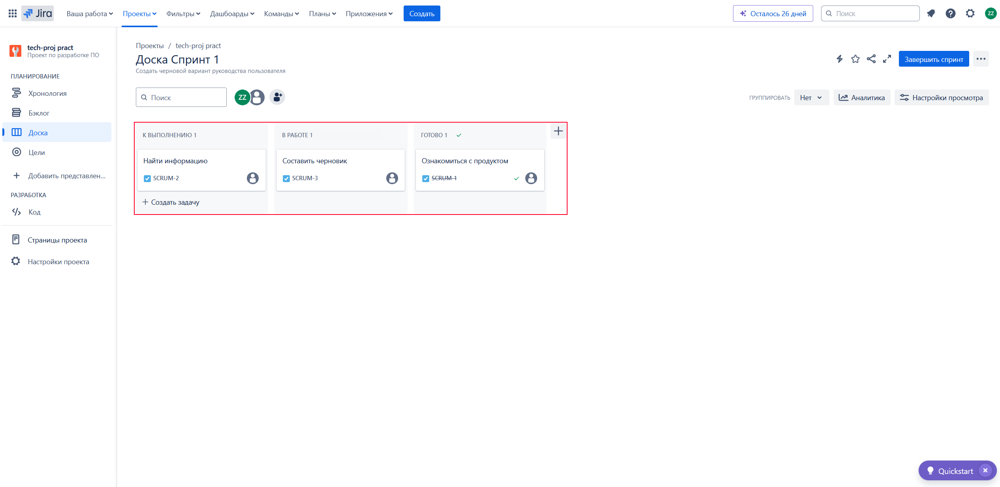 Jira Ваша работа Проекты Фильтры Дашбоарды Команды Планы Приложения Создать Осталось 26 дней Поиск ZZ
tech-proj pract
Проект по разработке ПО
ПЛАНИРОВАНИЕ
Хронология
Бэклог
Доска
Цели
Добавить представлен...
РАЗРАБОТКА
Код
Страницы проекта
Настройки проекта
Проекты / tech-proj pract
Доска Спринт 1
Создать черновой вариант руководства пользователя
Завершить спринт
Поиск ZZ ГРУППИРОВАТЬ Нет Аналитика Настройки просмотра
К ВЫПОЛНЕНИЮ 1
Найти информацию
SCRUM-2
Создать задачу
В РАБОТЕ 1
Составить черновик
SCRUM-3
ГОТОВО 1
Ознакомиться с продуктом
SCRUM-1
Quickstart